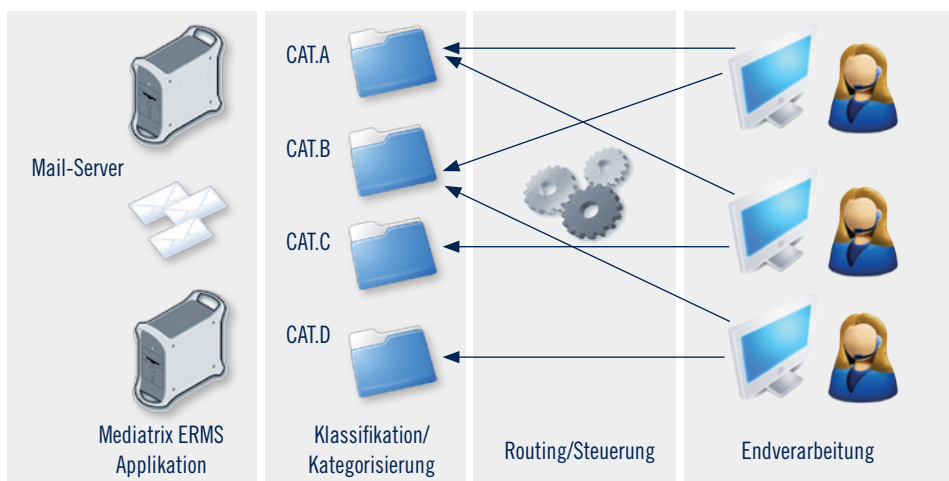 Mail-Server
Mediatrix ERMS
Applikation
CAT.A
CAT.B
CAT.C
CAT.D
Klassifikation/
Kategorisierung
Routing/Steuerung
Endverarbeitung